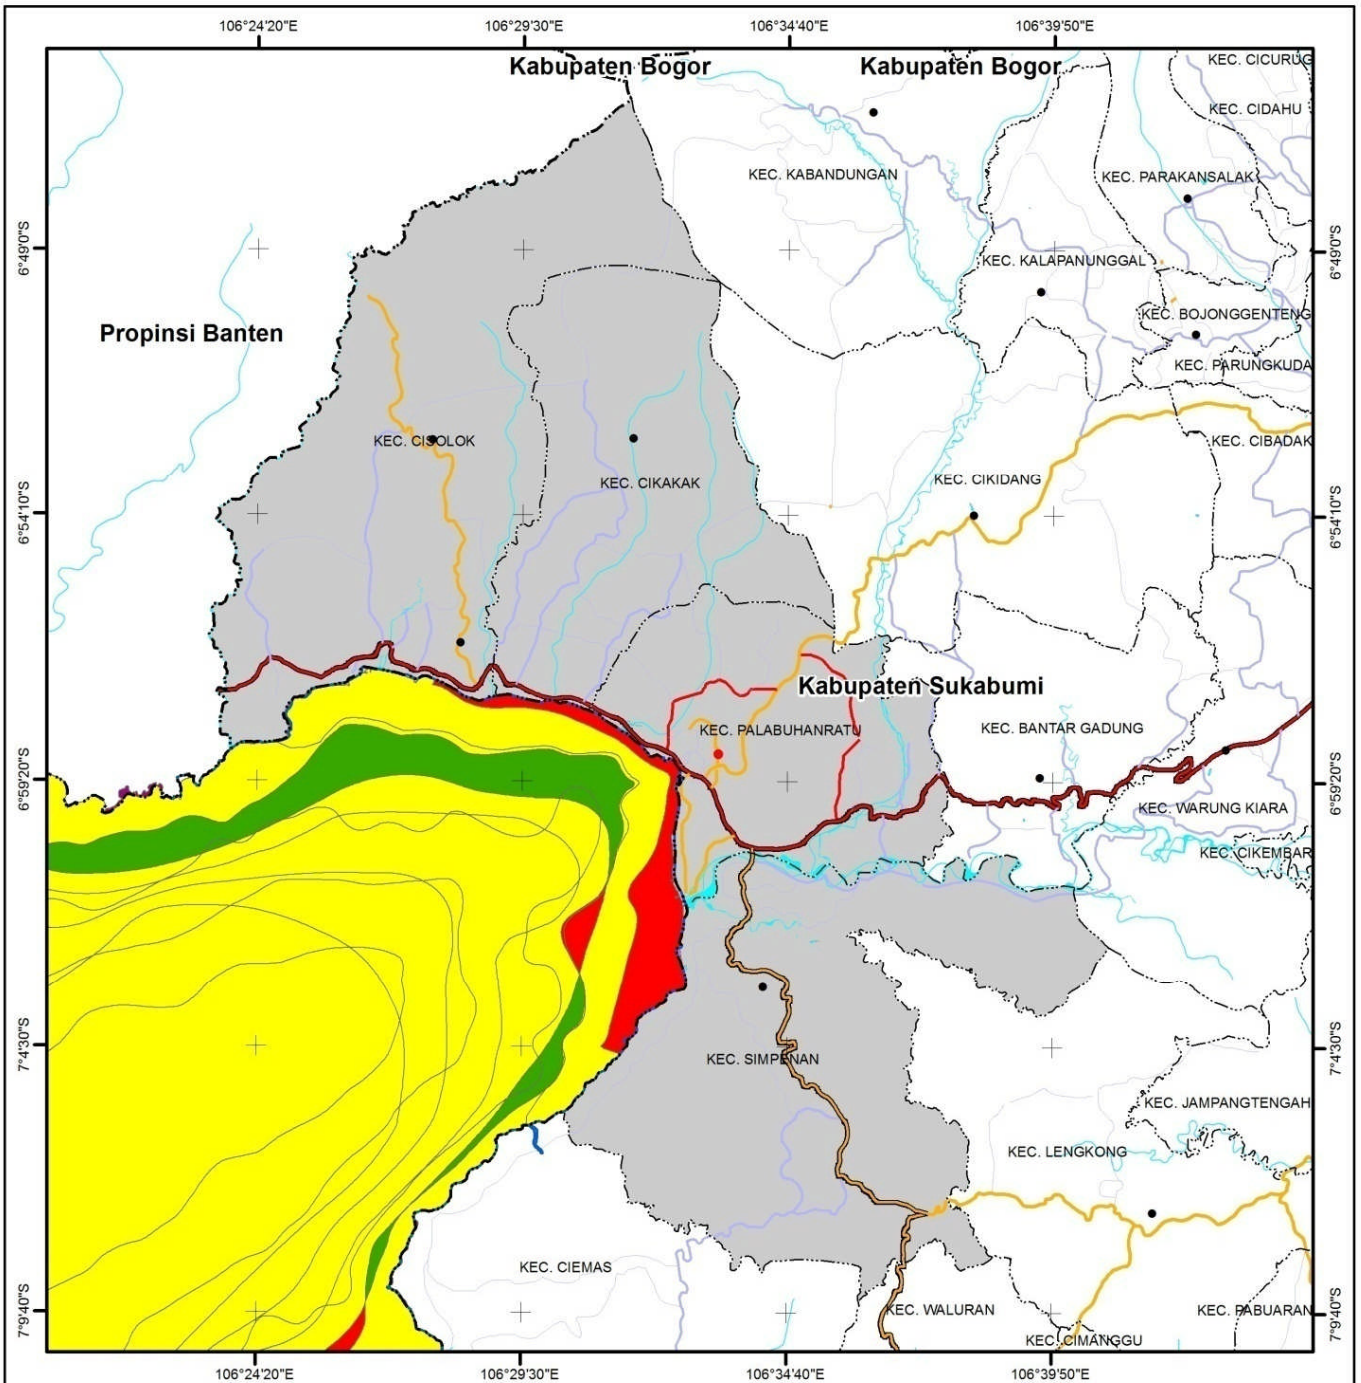 106°24'20"E
106°29'30"E
106°34'40"E
106°39'50"E
Kabupaten Bogor
Kabupaten Bogor
KEC. CICURUG
KEC. CIDAHU
KEC. KABANDUNGAN
KEC. PARAKANSALAK
6°49'0"S
6°49'0"S
KEC. KALAPANUNGGAL
KEC. BOJONGGENTENG
Propinsi Banten
KEC. PARUNGKUDA
KEC. CISOLOK
KEC. CIBADAK
KEC. CIKAKAK
KEC. CIKIDANG
6°54'10"S
6°54'10"S
Kabupaten Sukabumi
KEC. PALABUHANRATU
KEC. BANTAR GADUNG
6°59'20"S
6°59'20"S
KEC. WARUNG KIARA
KEC. CIKEMBAR
7°4'30"S
7°4'30"S
KEC. SIMPENAN
KEC. JAMPANGTENGAH
KEC. LENGKONG
KEC. CIEMAS
7°9'40"S
7°9'40"S
KEC. WALURAN
KEC. PABUARAN
KEC. CIMANGGU
106°24'20"E
106°29'30"E
106°34'40"E
106°39'50"E